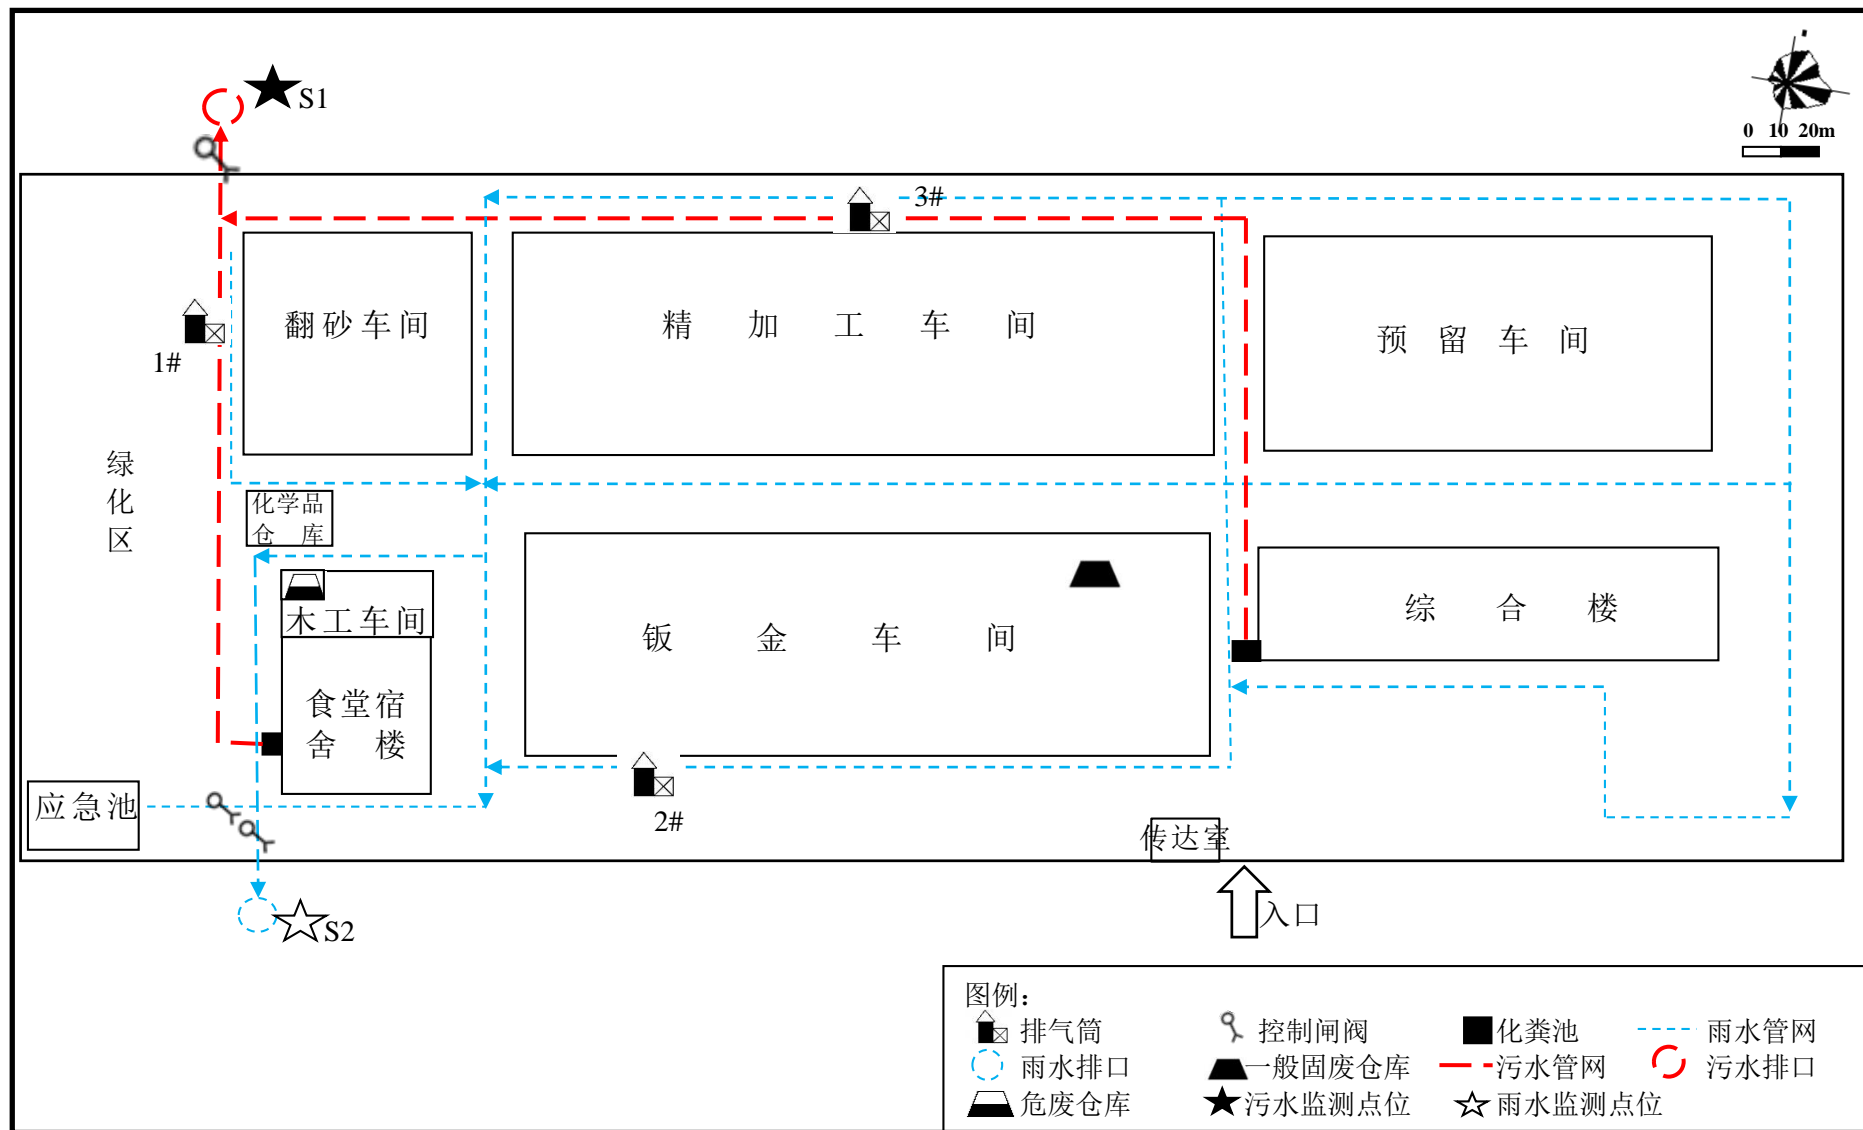 S1
0 10 20m
3#
翻砂车间
精加工车间
预留车间
1#
绿化区
化学品
仓库
木工车间
钣金车间
综合楼
食堂宿
舍楼
应急池
2#
传达室
入口
S2
图例：
排气筒 控制闸阀 化粪池 雨水管网
雨水排口 一般固废仓库 污水管网 污水排口
危废仓库 污水监测点位 雨水监测点位